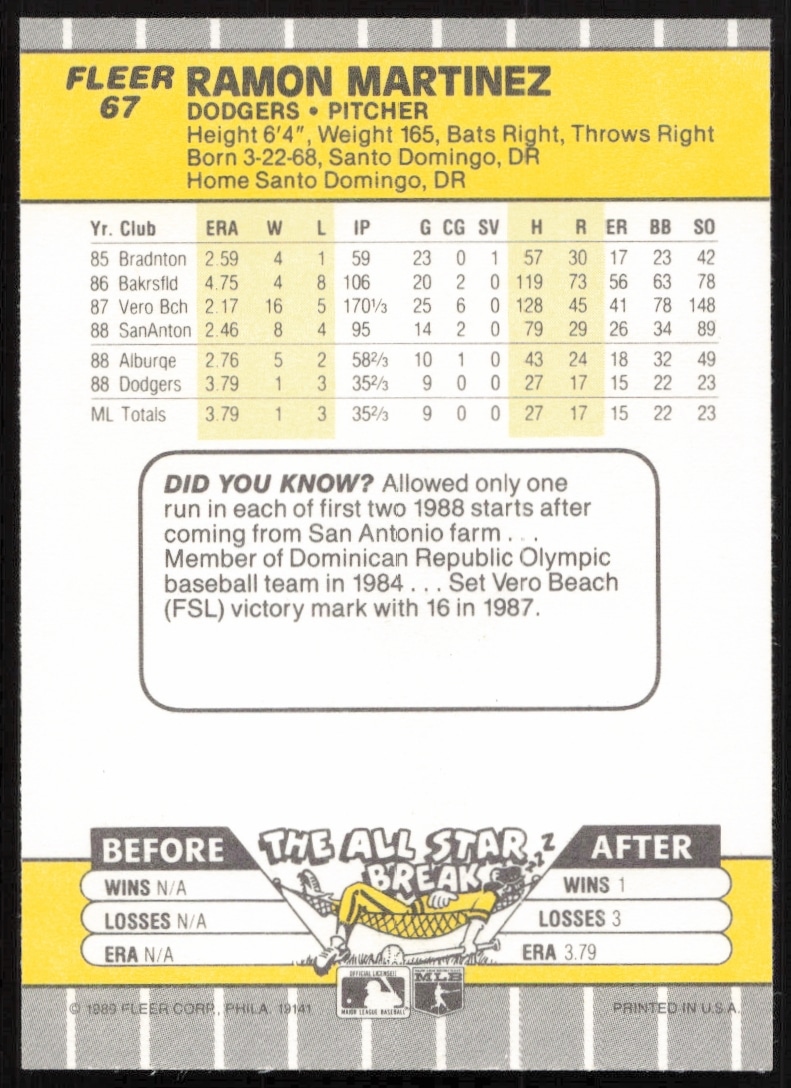 FLEER
67
RAMON MARTINEZ
DODGERS • PITCHER
Height 6'4", Weight 165, Bats Right, Throws Right
Born 3-22-68, Santo Domingo, DR
Home Santo Domingo, DR
Yr. Club ERA W L IP G CG SV H R ER BB SO
85 Bradnton 2.59 4 1 59 23 0 1 57 30 17 23 42
86 Bakrsfld 4.75 4 8 106 20 2 0 119 73 56 63 78
87 Vero Bch 2.17 16 5 170⅓ 25 6 0 128 45 41 78 148
88 SanAnton 2.46 8 4 95 14 2 0 79 29 26 34 89
88 Alburqe 2.76 5 2 58⅔ 10 1 0 43 24 18 32 49
88 Dodgers 3.79 1 3 35⅔ 9 0 0 27 17 15 22 23
ML Totals 3.79 1 3 35⅔ 9 0 0 27 17 15 22 23
DID YOU KNOW? Allowed only one
run in each of first two 1988 starts after
coming from San Antonio farm . . .
Member of Dominican Republic Olympic
baseball team in 1984 . . . Set Vero Beach
(FSL) victory mark with 16 in 1987.
BEFORE THE ALL STAR BREAK AFTER
zzZ
WINS N/A WINS 1
LOSSES N/A LOSSES 3
ERA N/A ERA 3.79
OFFICIAL LICENSEE
MAJOR LEAGUE BASEBALL
MLB
© 1989 FLEER CORP., PHILA. 19141 PRINTED IN U.S.A.